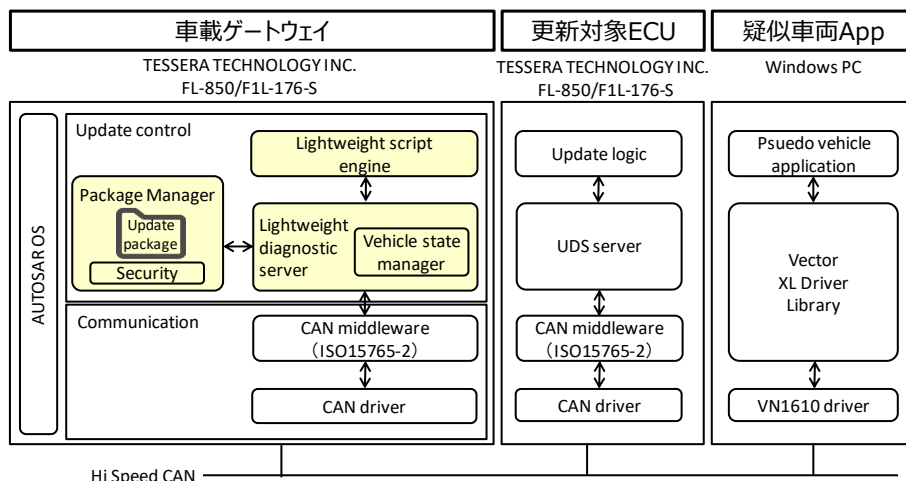 車載ゲートウェイ
更新対象ECU
疑似車両App
TESSERA TECHNOLOGY INC.
FL-850/F1L-176-S
TESSERA TECHNOLOGY INC.
FL-850/F1L-176-S
Windows PC
AUTOSAR OS
Update control
Lightweight script
engine
Package Manager
Update
package
Security
Lightweight
diagnostic
server
Vehicle state
manager
Communication
CAN middleware
（ISO15765-2）
CAN driver
Update logic
UDS server
CAN middleware
（ISO15765-2）
CAN driver
Psuedo vehicle
application
Vector
XL Driver
Library
VN1610 driver
Hi Speed CAN